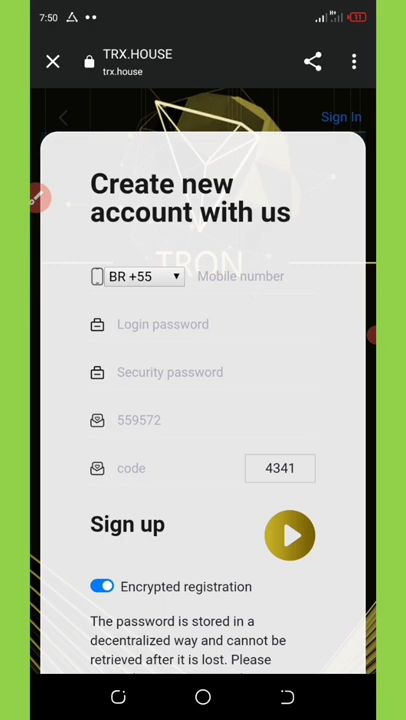 7:50
11
TRX.HOUSE
trx.house
Sign In
Create new
account with us
TRON
BR +55 Mobile number
Login password
Security password
559572
code 4341
Sign up
Encrypted registration
The password is stored in a
decentralized way and cannot be
retrieved after it is lost. Please